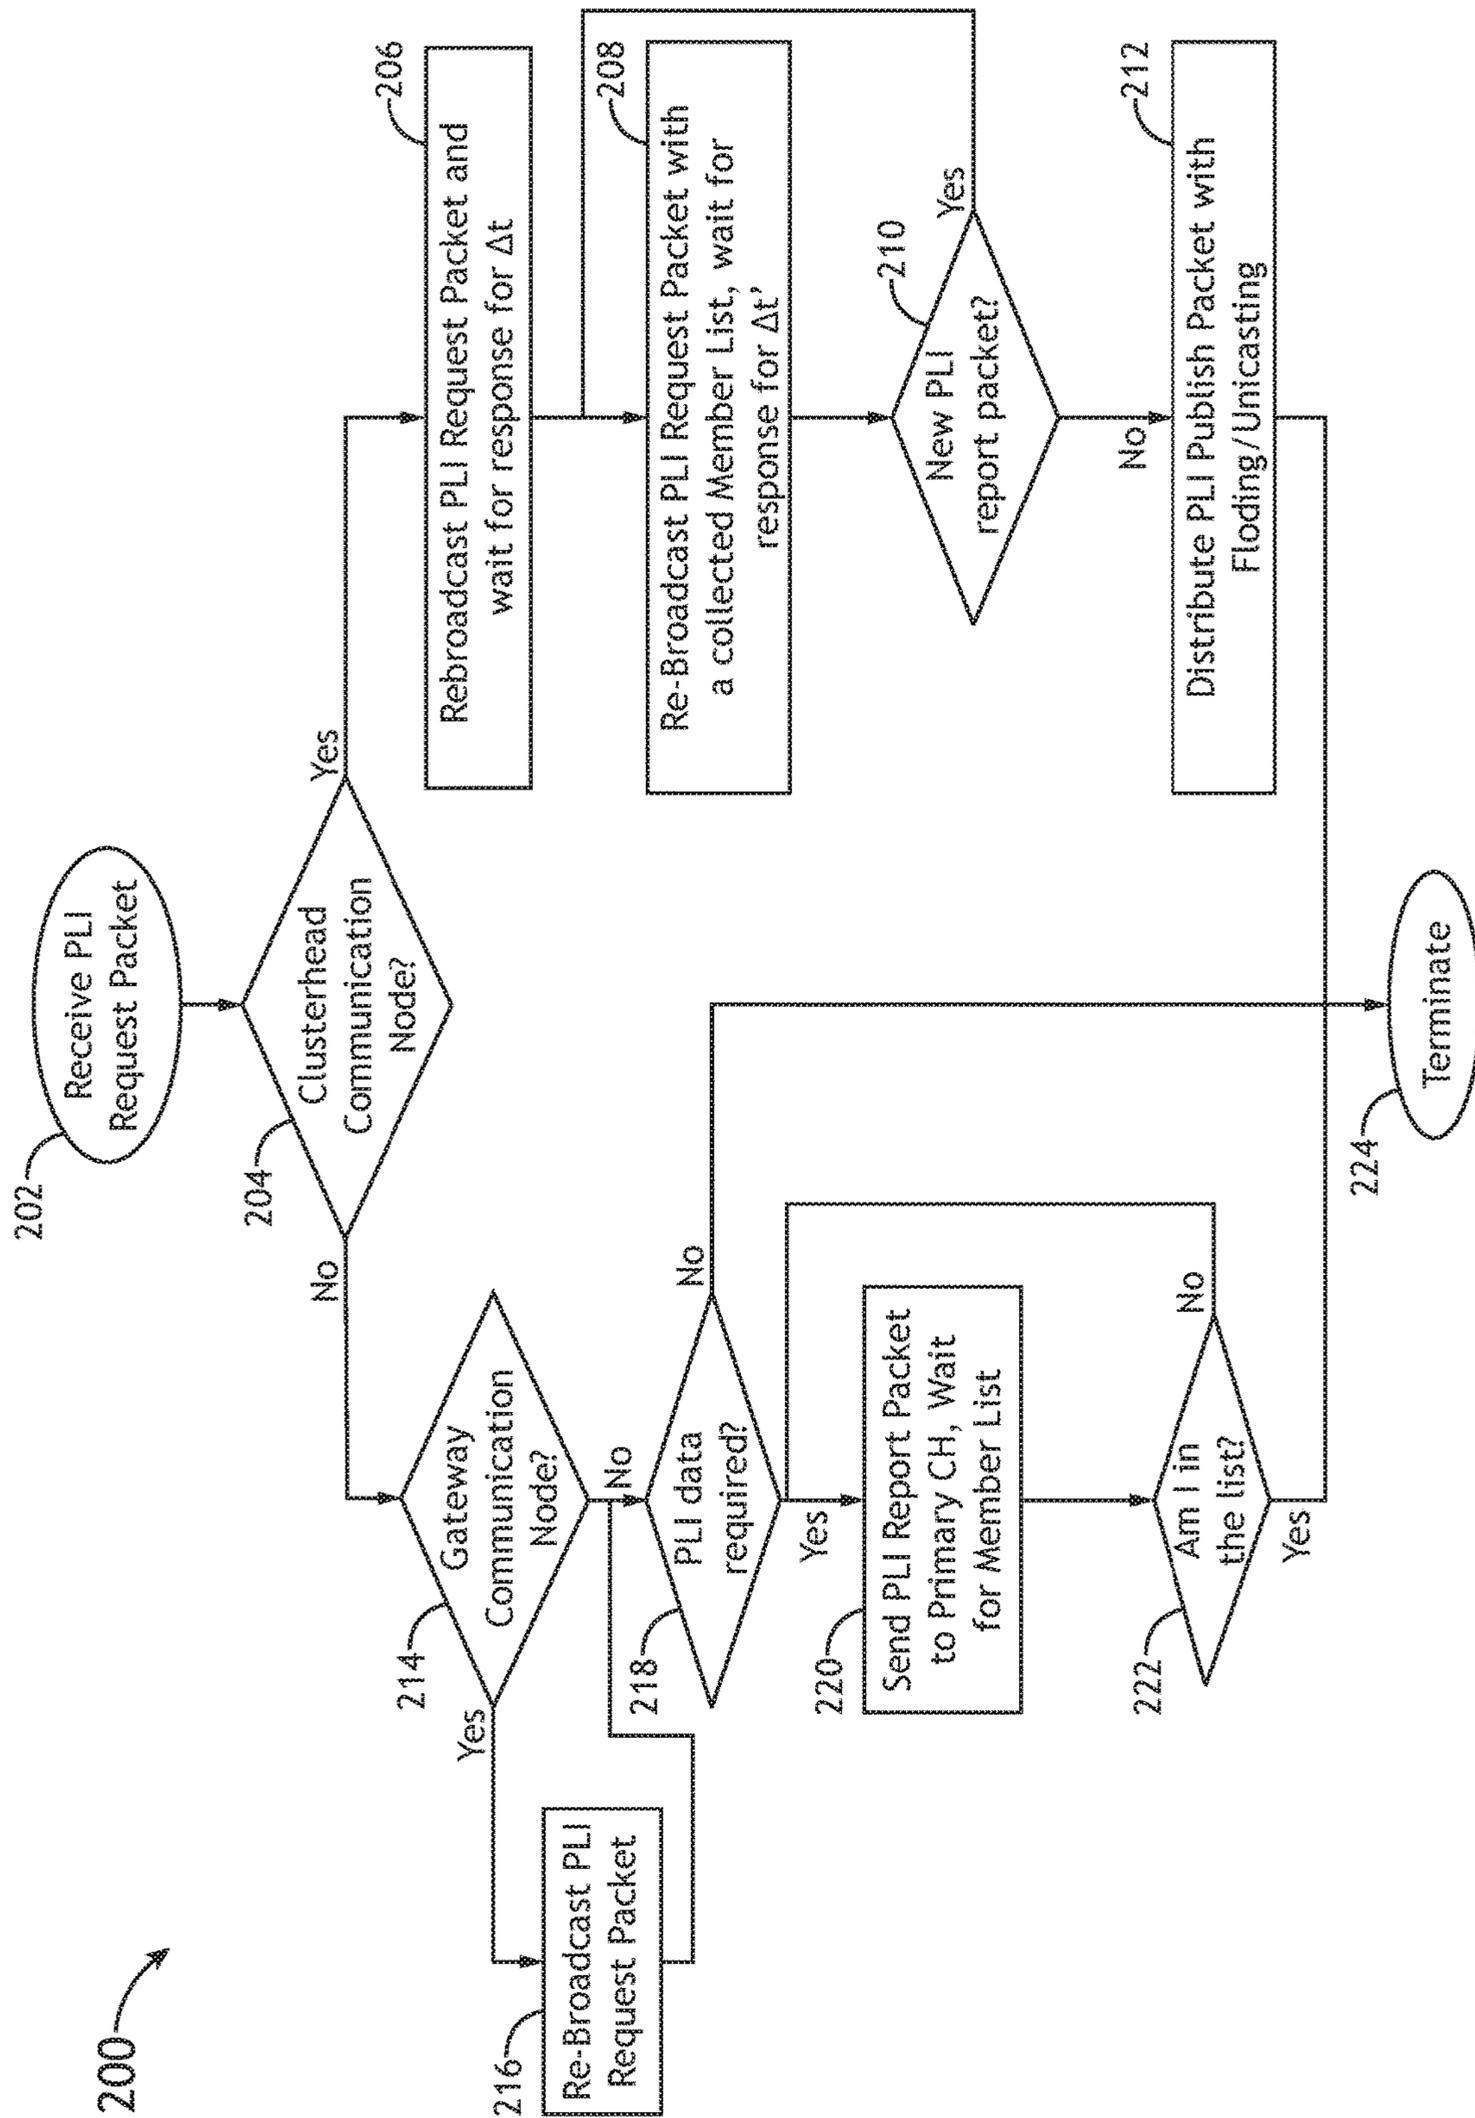 200
202
Receive PLI
Request Packet
204
Clusterhead
Communication
Node?
No
Yes
206
Rebroadcast PLI Request Packet and
wait for response for Δt
208
Re-Broadcast PLI Request Packet with
a collected Member List, wait for
response for Δt’
210
New PLI
report packet?
Yes
No
212
Distribute PLI Publish Packet with
Floding/Unicasting
214
Gateway
Communication
Node?
Yes
No
216
Re-Broadcast PLI
Request Packet
218
PLI data
required?
No
Yes
220
Send PLI Report Packet
to Primary CH, Wait
for Member List
222
Am I in
the list?
No
Yes
224
Terminate